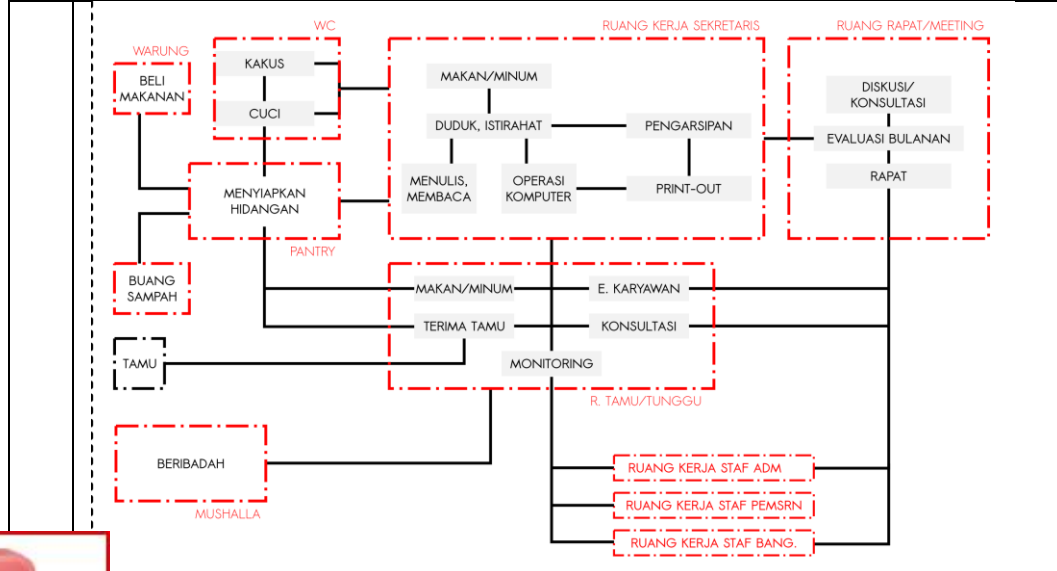 WC
RUANG KERJA SEKRETARIS
RUANG RAPAT/MEETING
WARUNG
BELI
MAKANAN
KAKUS
CUCI
MAKAN/MINUM
DUDUK, ISTIRAHAT
PENGARSIPAN
MENULIS,
MEMBACA
OPERASI
KOMPUTER
PRINT-OUT
DISKUSI/
KONSULTASI
EVALUASI BULANAN
RAPAT
MENYIAPKAN
HIDANGAN
PANTRY
BUANG
SAMPAH
MAKAN/MINUM
E. KARYAWAN
TERIMA TAMU
KONSULTASI
TAMU
MONITORING
R. TAMU/TUNGGU
BERIBADAH
MUSHALLA
RUANG KERJA STAF ADM
RUANG KERJA STAF PEMSRN
RUANG KERJA STAF BANG.